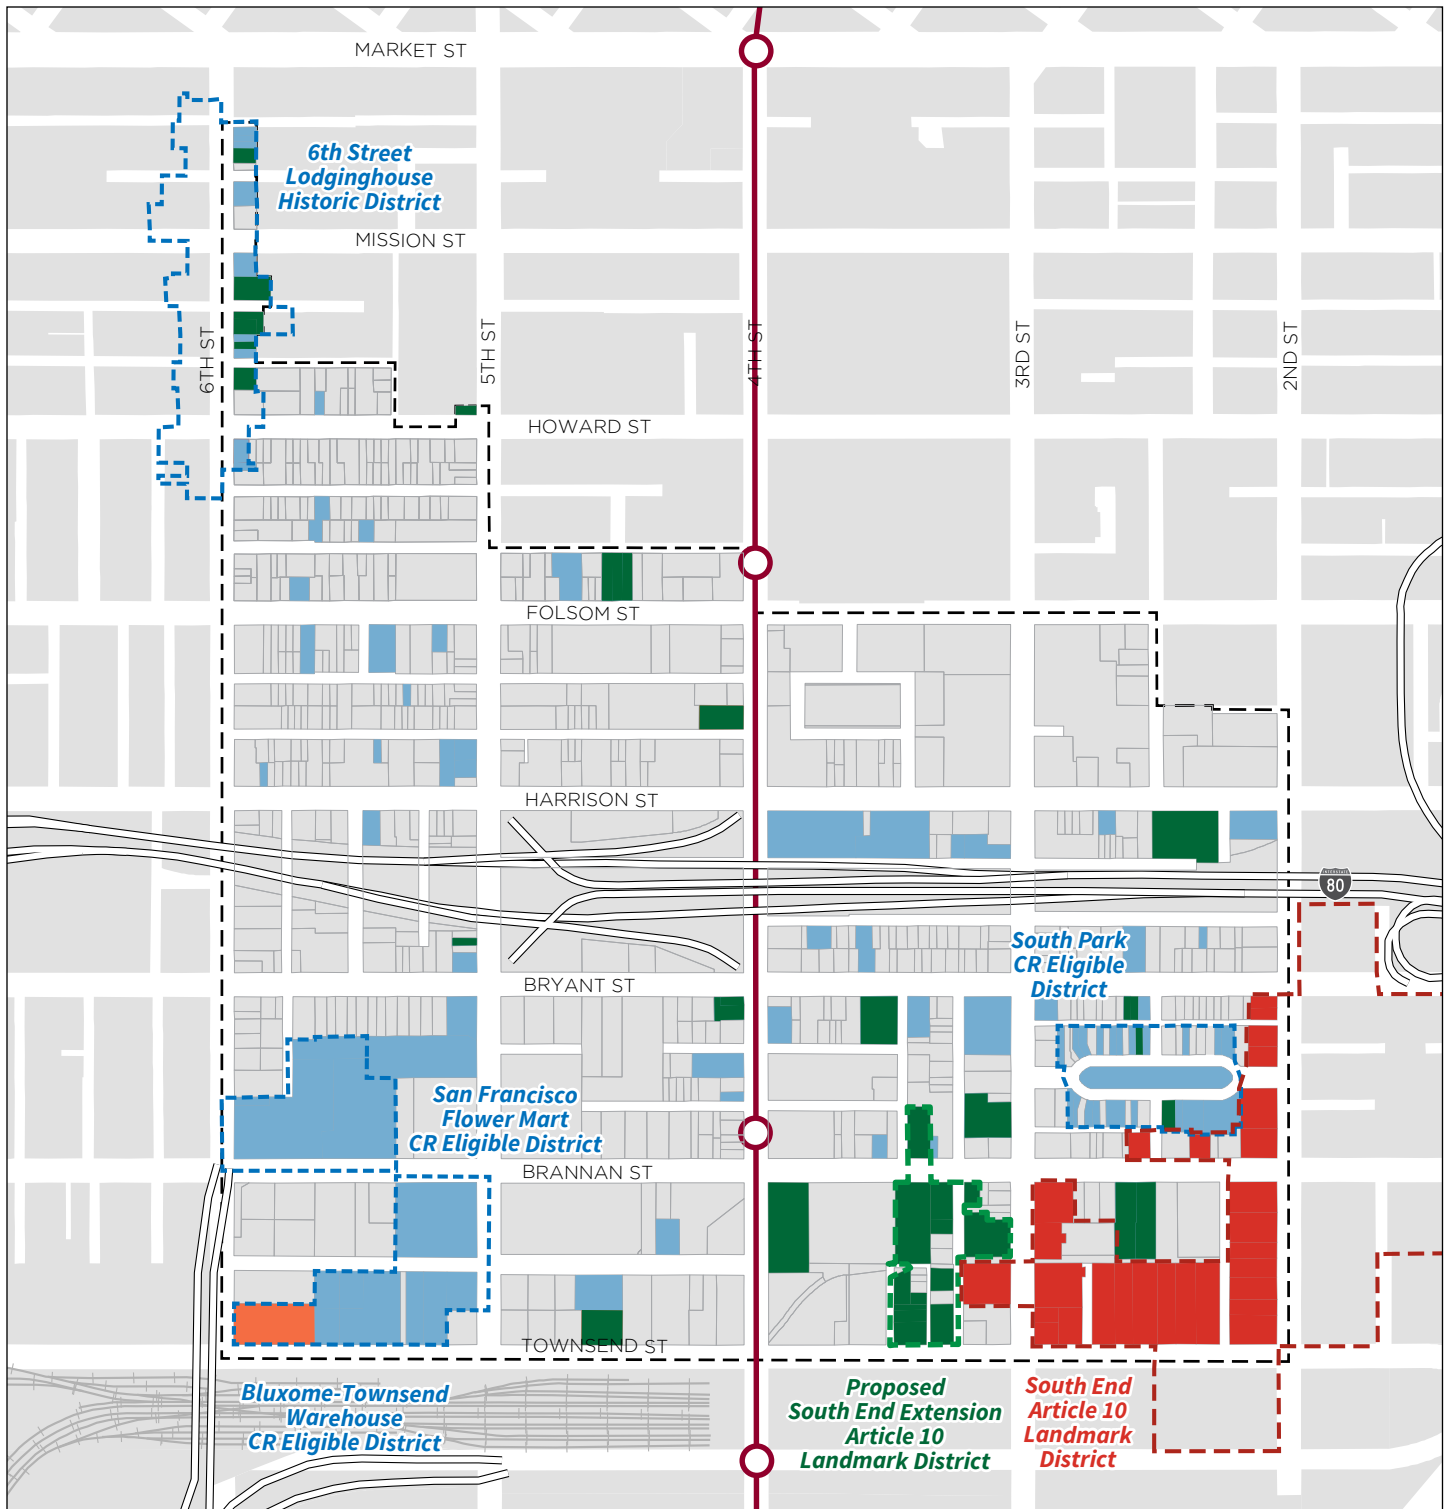 MARKET ST
6th Street
Lodginghouse
Historic District
MISSION ST
6TH ST
5TH ST
4TH ST
3RD ST
2ND ST
HOWARD ST
FOLSOM ST
HARRISON ST
80
South Park
CR Eligible
District
BRYANT ST
San Francisco
Flower Mart
CR Eligible District
BRANNAN ST
TOWNSEND ST
Bluxome-Townsend
Warehouse
CR Eligible District
Proposed
South End Extension
Article 10
Landmark District
South End
Article 10
Landmark
District